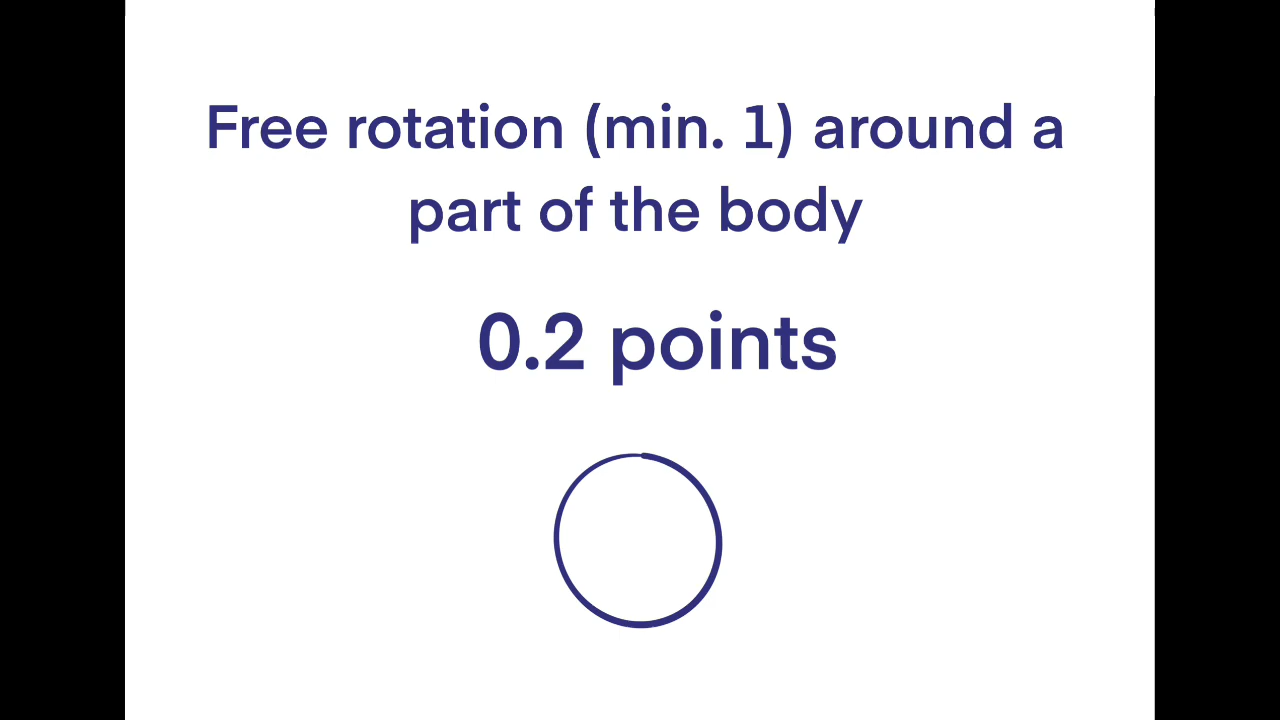 Free rotation (min. 1) around a
part of the body
0.2 points